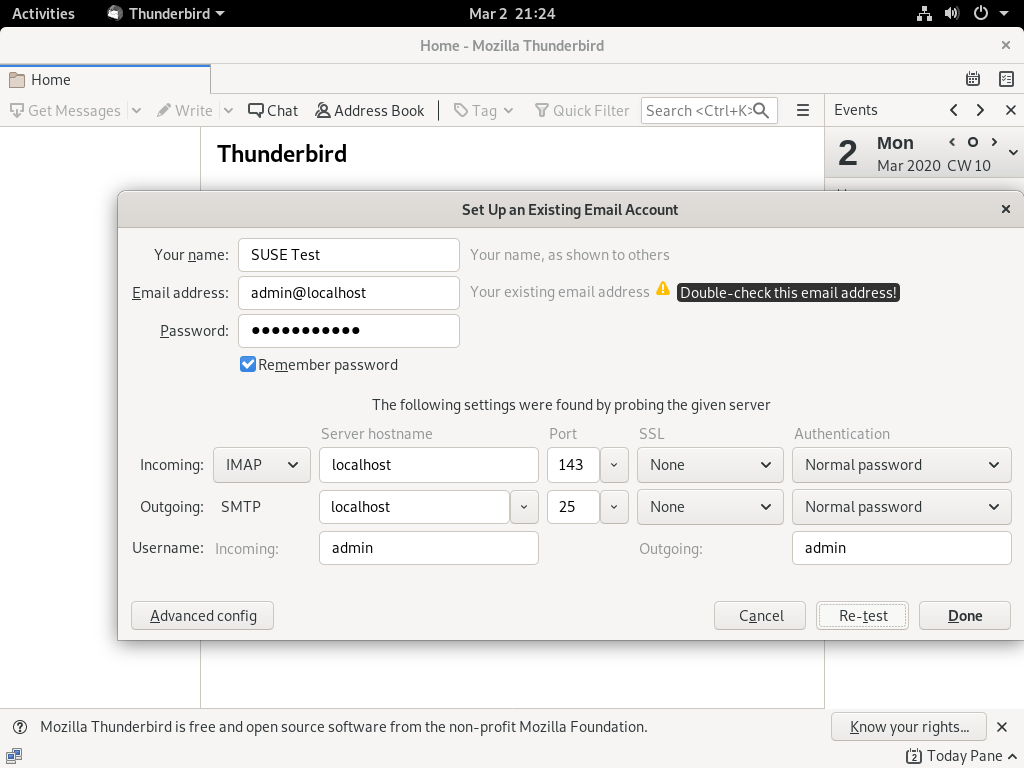 Activities Thunderbird Mar 2 21:24
Home - Mozilla Thunderbird
Home
Get Messages Write Chat Address Book Tag Quick Filter Search <Ctrl+K> Events
Thunderbird
2 Mon
Mar 2020 CW 10
Set Up an Existing Email Account
Your name: SUSE Test Your name, as shown to others
Email address: admin@localhost Your existing email address Double-check this email address!
Password: ●●●●●●●●●●●
Remember password
The following settings were found by probing the given server
Server hostname Port SSL Authentication
Incoming: IMAP localhost 143 None Normal password
Outgoing: SMTP localhost 25 None Normal password
Username: Incoming: admin Outgoing: admin
Advanced config Cancel Re-test Done
Mozilla Thunderbird is free and open source software from the non-profit Mozilla Foundation. Know your rights...
2 Today Pane